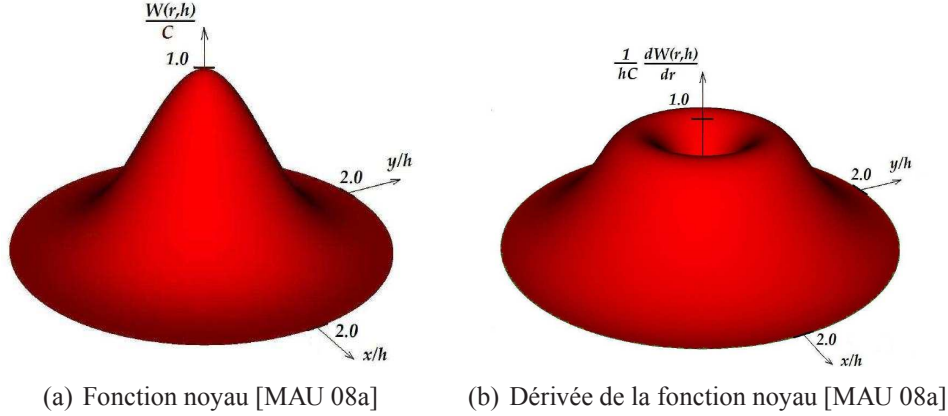 W(r,h)
C
1.0
y/h
2.0
2.0
x/h
1 dW(r,h)
hC dr
1.0
y/h
2.0
2.0
x/h
(a) Fonction noyau [MAU 08a]
(b) Dérivée de la fonction noyau [MAU 08a]